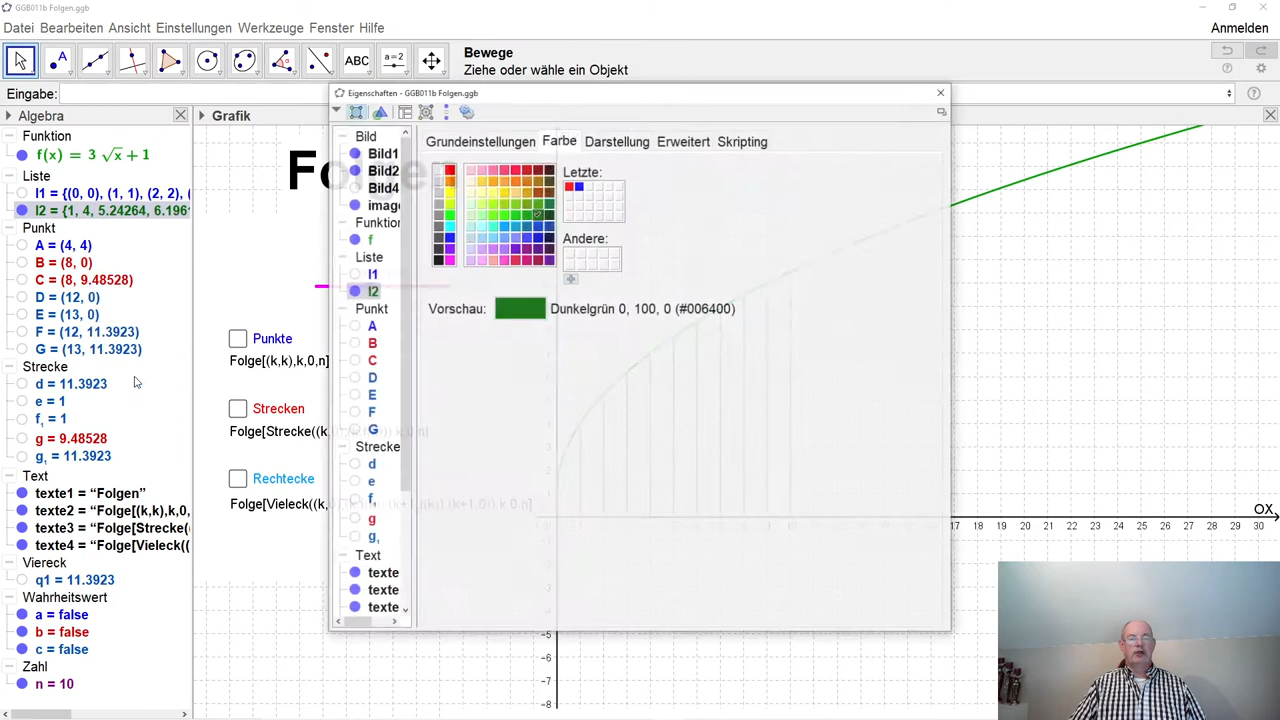 GGB011b Folgen.ggb
Datei Bearbeiten Ansicht Einstellungen Werkzeuge Fenster Hilfe
Anmelden
ABC
a=2
Bewege
Ziehe oder wähle ein Objekt
Eingabe:
Algebra
Grafik
Funktion
f(x) = 3 √x + 1
Liste
l1 = {(0, 0), (1, 1), (2, 2), (
l2 = {1, 4, 5.24264, 6.196
Punkt
A = (4, 4)
B = (8, 0)
C = (8, 9.48528)
D = (12, 0)
E = (13, 0)
F = (12, 11.3923)
G = (13, 11.3923)
Strecke
d = 11.3923
e = 1
f₁ = 1
g = 9.48528
g₁ = 11.3923
Text
texte1 = “Folgen”
texte2 = “Folge[(k,k),k,0,
texte3 = “Folge[Strecke(
texte4 = “Folge[Vieleck((
Viereck
q1 = 11.3923
Wahrheitswert
a = false
b = false
c = false
Zahl
n = 10
Folgen
Punkte
Folge[(k,k),k,0,n]
Strecken
Folge[Strecke((k,
Rechtecke
Folge[Vieleck((k,
Eigenschaften - GGB011b Folgen.ggb
Bild
Bild1
Bild2
Bild4
imag
Funktio
f
Liste
l1
l2
Punkt
A
B
C
D
E
F
G
Strecke
d
e
f₁
g
g₁
Text
texte
texte
texte
Grundeinstellungen Farbe Darstellung Erweitert Skripting
Letzte:
Andere:
Vorschau: Dunkelgrün 0, 100, 0 (#006400)
OX
17 18 19 20 21 22 23 24 25 26 27 28 29 30
-5
-6
-7
-8